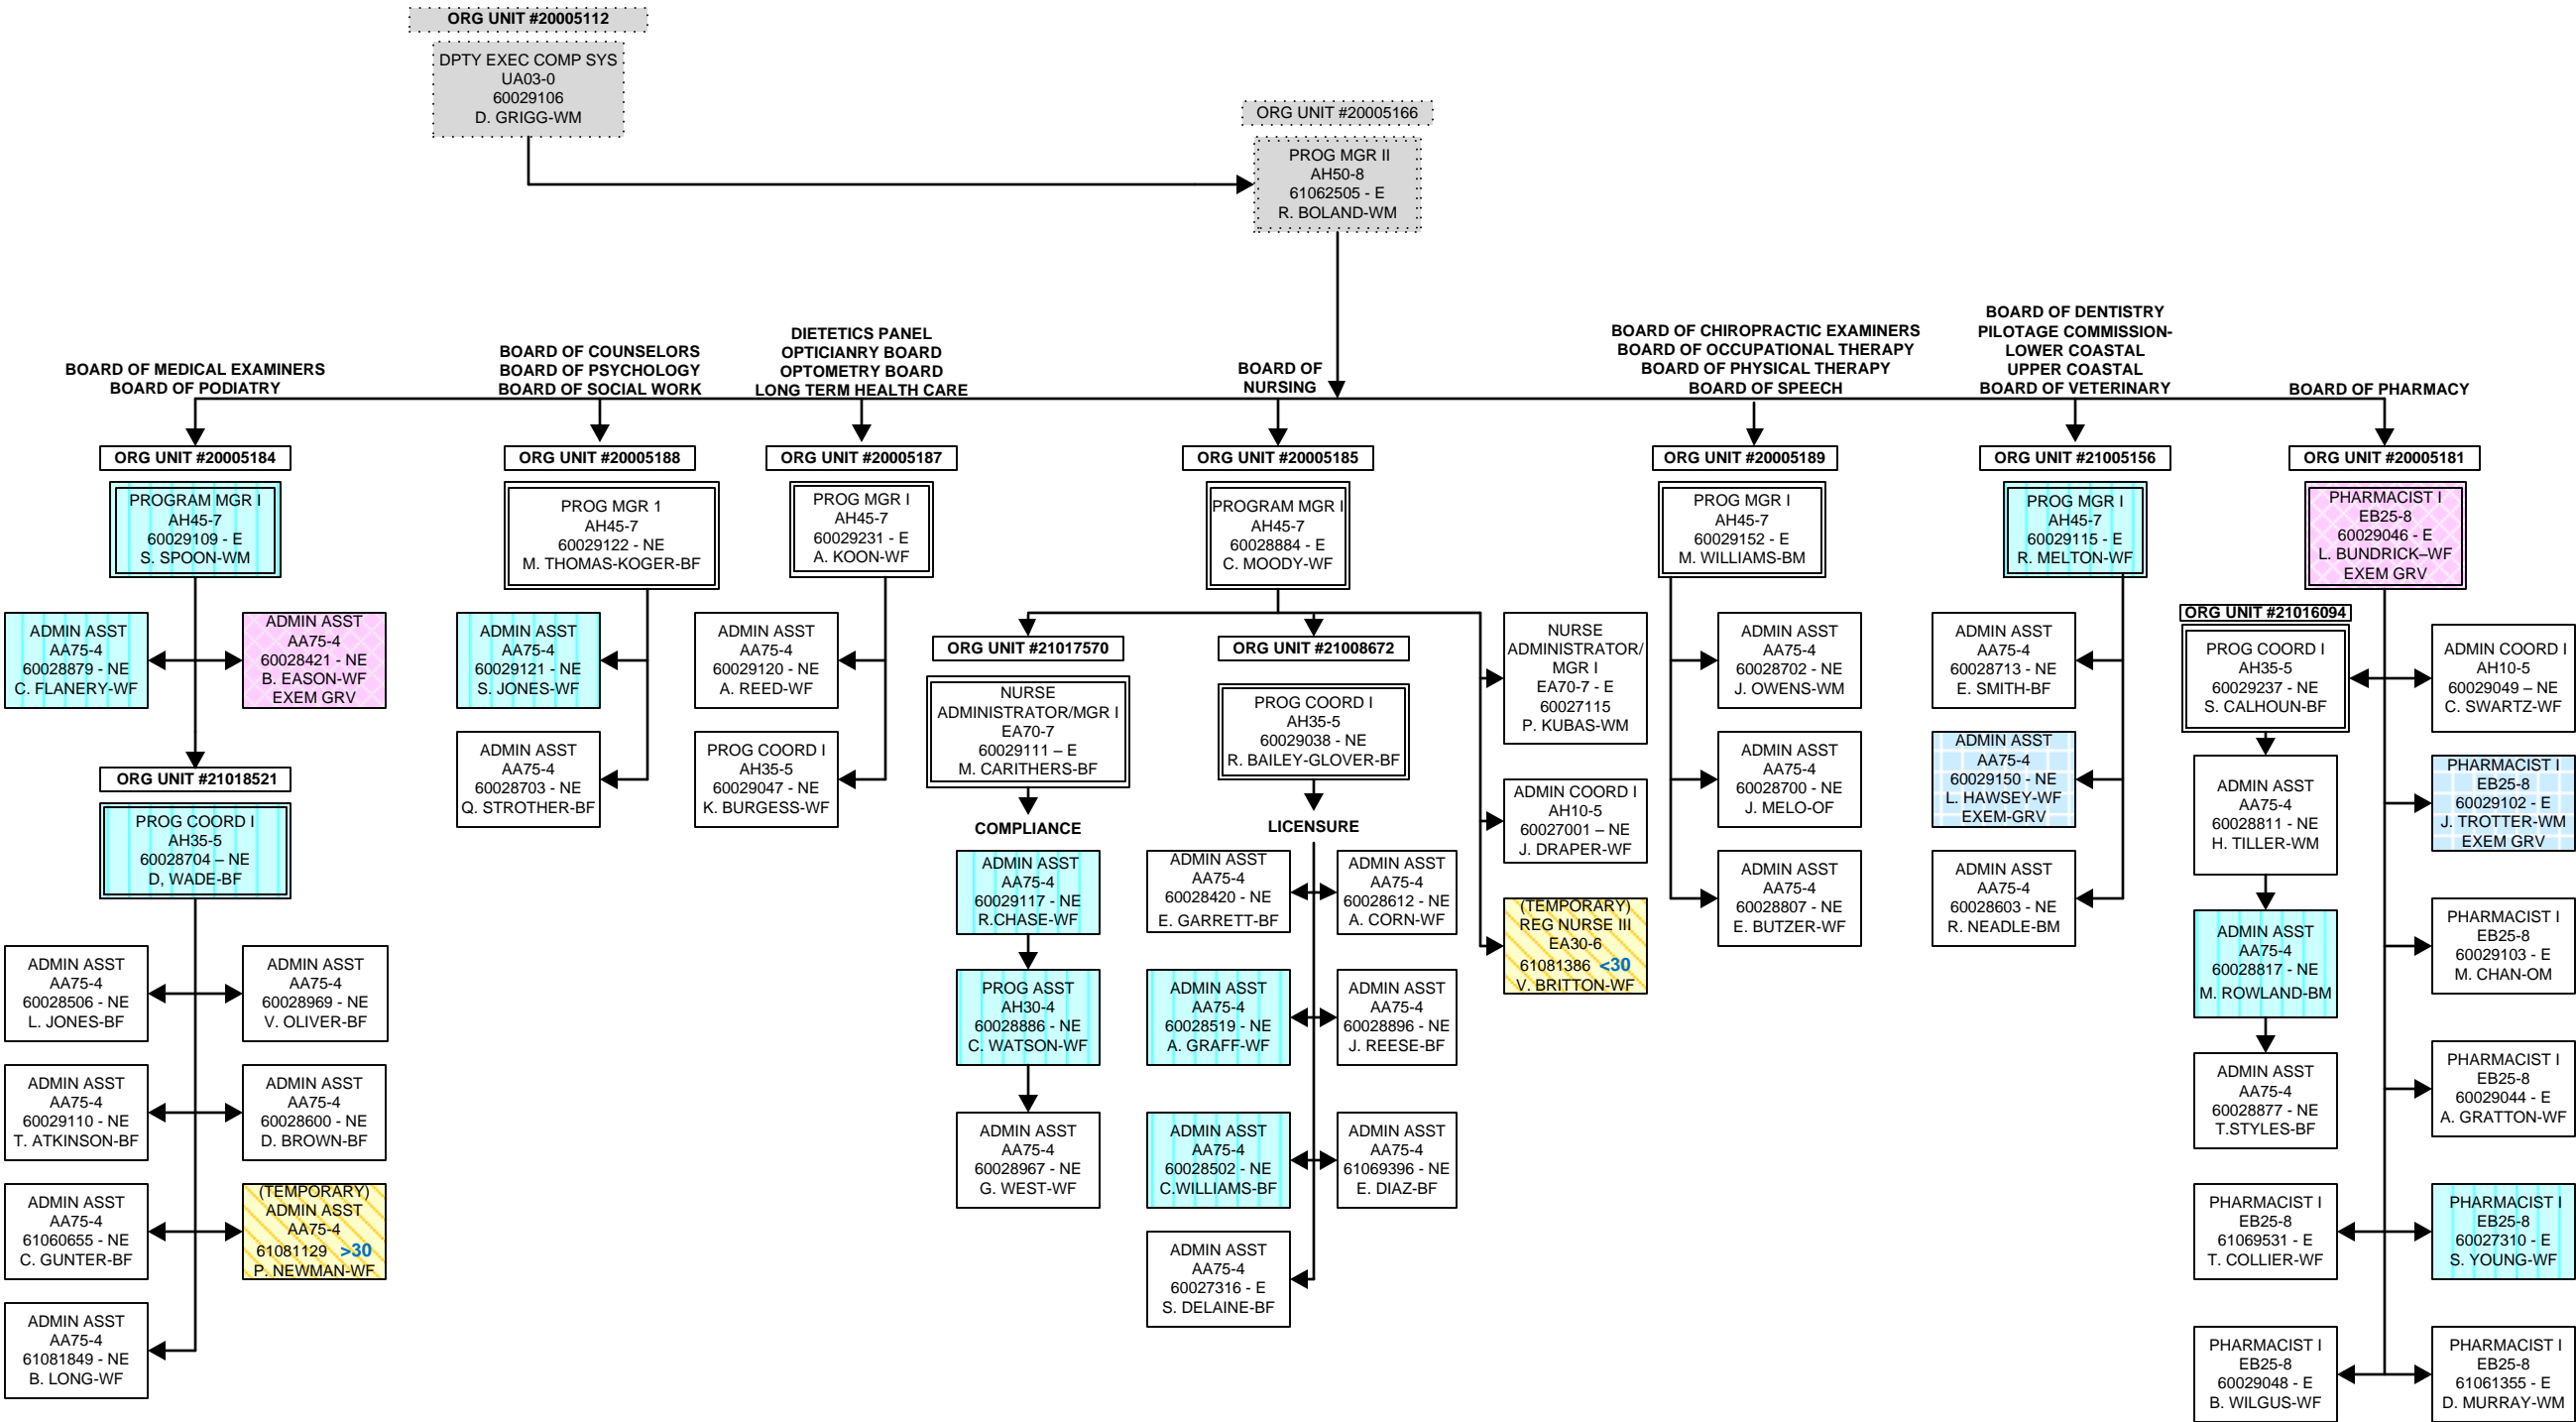 ORG UNIT #20005112
DPTY EXEC COMP SYS
UA03-0
60029106
D. GRIGG-WM
ORG UNIT #20005166
PROG MGR II
AH50-8
61062505 - E
R. BOLAND-WM
BOARD OF MEDICAL EXAMINERS
BOARD OF PODIATRY
ORG UNIT #20005184
PROGRAM MGR I
AH45-7
60029109 - E
S. SPOON-WM
ADMIN ASST
AA75-4
60028879 - NE
C. FLANERY-WF
ADMIN ASST
AA75-4
60028421 - NE
B. EASON-WF
EXEM GRV
ORG UNIT #21018521
PROG COORD I
AH35-5
60028704 – NE
D, WADE-BF
ADMIN ASST
AA75-4
60028506 - NE
L. JONES-BF
ADMIN ASST
AA75-4
60028969 - NE
V. OLIVER-BF
ADMIN ASST
AA75-4
60029110 - NE
T. ATKINSON-BF
ADMIN ASST
AA75-4
60028600 - NE
D. BROWN-BF
ADMIN ASST
AA75-4
61060655 - NE
C. GUNTER-BF
(TEMPORARY)
ADMIN ASST
AA75-4
61081129 >30
P. NEWMAN-WF
ADMIN ASST
AA75-4
61081849 - NE
B. LONG-WF
BOARD OF COUNSELORS
BOARD OF PSYCHOLOGY
BOARD OF SOCIAL WORK
ORG UNIT #20005188
PROG MGR 1
AH45-7
60029122 - NE
M. THOMAS-KOGER-BF
ADMIN ASST
AA75-4
60029121 - NE
S. JONES-WF
ADMIN ASST
AA75-4
60028703 - NE
Q. STROTHER-BF
DIETETICS PANEL
OPTICIANRY BOARD
OPTOMETRY BOARD
LONG TERM HEALTH CARE
ORG UNIT #20005187
PROG MGR I
AH45-7
60029231 - E
A. KOON-WF
ADMIN ASST
AA75-4
60029120 - NE
A. REED-WF
PROG COORD I
AH35-5
60029047 - NE
K. BURGESS-WF
BOARD OF
NURSING
ORG UNIT #20005185
PROGRAM MGR I
AH45-7
60028884 - E
C. MOODY-WF
ORG UNIT #21017570
NURSE
ADMINISTRATOR/MGR I
EA70-7
60029111 – E
M. CARITHERS-BF
COMPLIANCE
ADMIN ASST
AA75-4
60029117 - NE
R.CHASE-WF
PROG ASST
AH30-4
60028886 - NE
C. WATSON-WF
ADMIN ASST
AA75-4
60028967 - NE
G. WEST-WF
ORG UNIT #21008672
PROG COORD I
AH35-5
60029038 - NE
R. BAILEY-GLOVER-BF
LICENSURE
ADMIN ASST
AA75-4
60028420 - NE
E. GARRETT-BF
ADMIN ASST
AA75-4
60028612 - NE
A. CORN-WF
ADMIN ASST
AA75-4
60028519 - NE
A. GRAFF-WF
ADMIN ASST
AA75-4
60028896 - NE
J. REESE-BF
ADMIN ASST
AA75-4
60028502 - NE
C.WILLIAMS-BF
ADMIN ASST
AA75-4
61069396 - NE
E. DIAZ-BF
ADMIN ASST
AA75-4
60027316 - E
S. DELAINE-BF
NURSE
ADMINISTRATOR/
MGR I
EA70-7 - E
60027115
P. KUBAS-WM
ADMIN COORD I
AH10-5
60027001 – NE
J. DRAPER-WF
(TEMPORARY)
REG NURSE III
EA30-6
61081386 <30
V. BRITTON-WF
BOARD OF CHIROPRACTIC EXAMINERS
BOARD OF OCCUPATIONAL THERAPY
BOARD OF PHYSICAL THERAPY
BOARD OF SPEECH
ORG UNIT #20005189
PROG MGR I
AH45-7
60029152 - E
M. WILLIAMS-BM
ADMIN ASST
AA75-4
60028702 - NE
J. OWENS-WM
ADMIN ASST
AA75-4
60028700 - NE
J. MELO-OF
ADMIN ASST
AA75-4
60028807 - NE
E. BUTZER-WF
BOARD OF DENTISTRY
PILOTAGE COMMISSION-
LOWER COASTAL
UPPER COASTAL
BOARD OF VETERINARY
ORG UNIT #21005156
PROG MGR I
AH45-7
60029115 - E
R. MELTON-WF
ADMIN ASST
AA75-4
60028713 - NE
E. SMITH-BF
ADMIN ASST
AA75-4
60029150 - NE
L. HAWSEY-WF
EXEM-GRV
ADMIN ASST
AA75-4
60028603 - NE
R. NEADLE-BM
BOARD OF PHARMACY
ORG UNIT #20005181
PHARMACIST I
EB25-8
60029046 - E
L. BUNDRICK–WF
EXEM GRV
ORG UNIT #21016094
PROG COORD I
AH35-5
60029237 - NE
S. CALHOUN-BF
ADMIN COORD I
AH10-5
60029049 – NE
C. SWARTZ-WF
ADMIN ASST
AA75-4
60028811 - NE
H. TILLER-WM
PHARMACIST I
EB25-8
60029102 - E
J. TROTTER-WM
EXEM GRV
ADMIN ASST
AA75-4
60028817 - NE
M. ROWLAND-BM
PHARMACIST I
EB25-8
60029103 - E
M. CHAN-OM
ADMIN ASST
AA75-4
60028877 - NE
T.STYLES-BF
PHARMACIST I
EB25-8
60029044 - E
A. GRATTON-WF
PHARMACIST I
EB25-8
61069531 - E
T. COLLIER-WF
PHARMACIST I
EB25-8
60027310 - E
S. YOUNG-WF
PHARMACIST I
EB25-8
60029048 - E
B. WILGUS-WF
PHARMACIST I
EB25-8
61061355 - E
D. MURRAY-WM